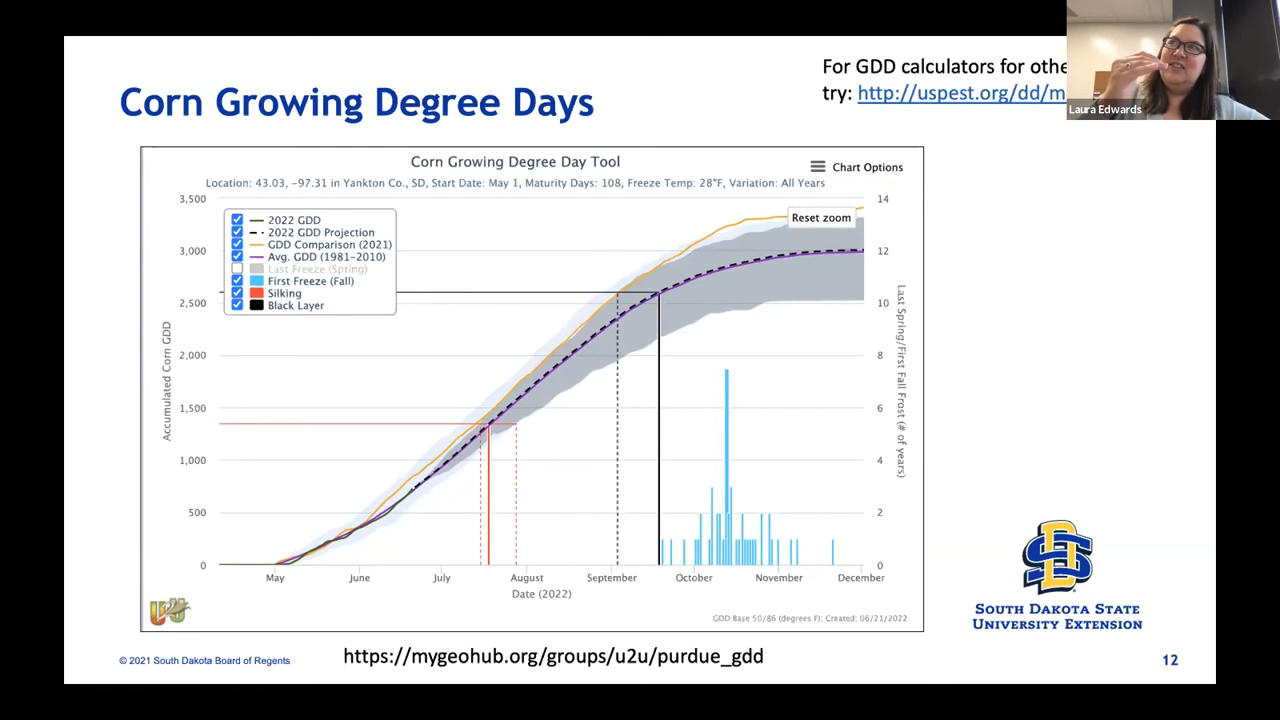 For GDD calculators for othe
try: http://uspest.org/dd/m
Laura Edwards
Corn Growing Degree Days
Corn Growing Degree Day Tool
Chart Options
Location: 43.03, -97.31 in Yankton Co., SD, Start Date: May 1, Maturity Days: 108, Freeze Temp: 28°F, Variation: All Years
Reset zoom
2022 GDD
2022 GDD Projection
GDD Comparison (2021)
Avg. GDD (1981-2010)
Last Freeze (Spring)
First Freeze (Fall)
Silking
Black Layer
3,500
3,000
2,500
2,000
1,500
1,000
500
0
Accumulated Corn GDD
14
12
10
8
6
4
2
0
Last Spring/First Fall Frost (# of years)
May June July August September October November December
Date (2022)
GDD Base 50/86 (degrees F); Created: 06/21/2022
U2U
SD
SOUTH DAKOTA STATE
UNIVERSITY EXTENSION
© 2021 South Dakota Board of Regents
https://mygeohub.org/groups/u2u/purdue_gdd
12